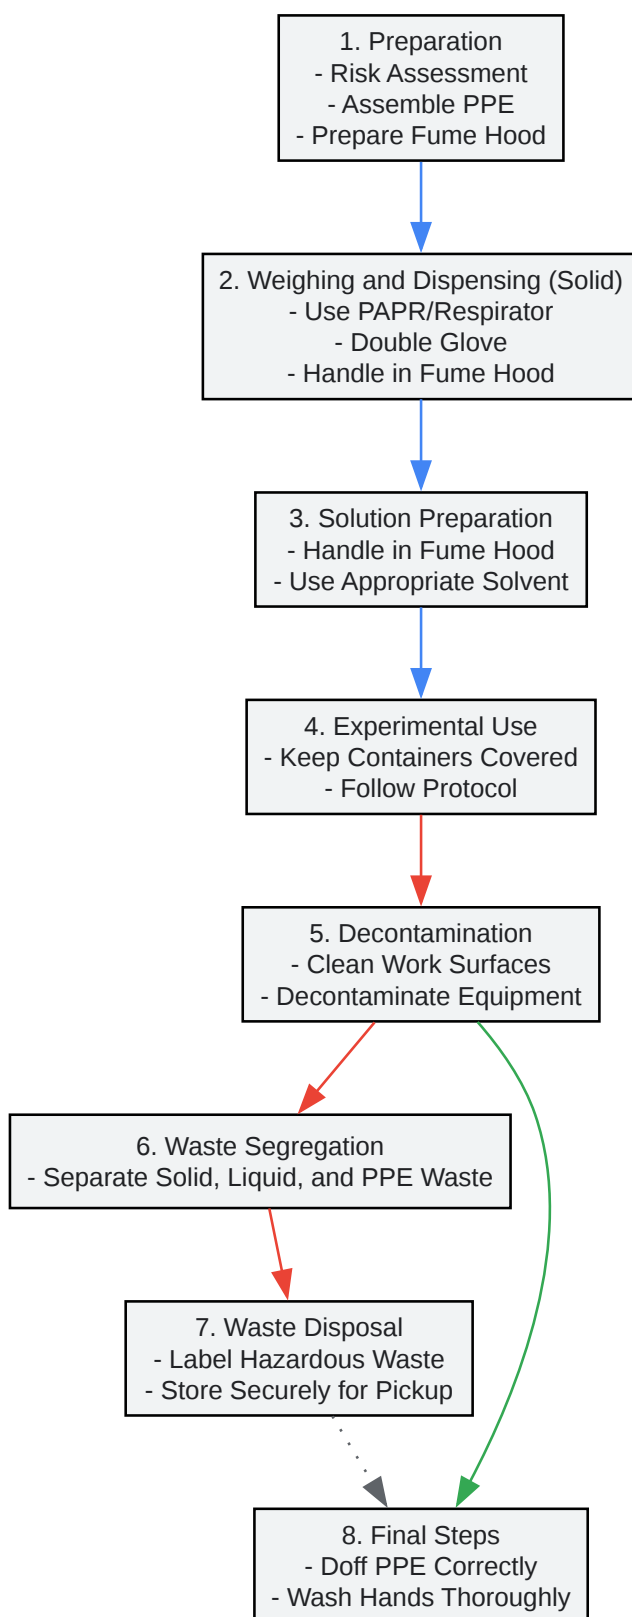 1. Preparation
- Risk Assessment
- Assemble PPE
- Prepare Fume Hood
2. Weighing and Dispensing (Solid)
- Use PAPR/Respirator
- Double Glove
- Handle in Fume Hood
3. Solution Preparation
- Handle in Fume Hood
- Use Appropriate Solvent
4. Experimental Use
- Keep Containers Covered
- Follow Protocol
5. Decontamination
- Clean Work Surfaces
- Decontaminate Equipment
6. Waste Segregation
- Separate Solid, Liquid, and PPE Waste
7. Waste Disposal
- Label Hazardous Waste
- Store Securely for Pickup
8. Final Steps
- Doff PPE Correctly
- Wash Hands Thoroughly